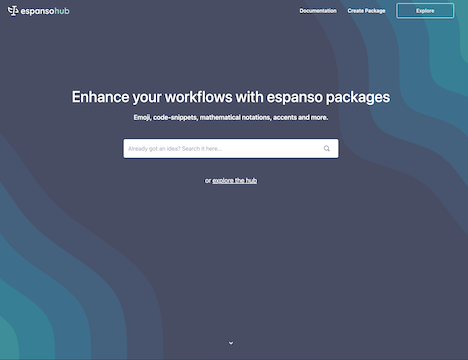 espansohub
Documentation
Create Package
Explore
Enhance your workflows with espanso packages
Emoji, code-snippets, mathematical notations, accents and more.
Already got an idea? Search it here...
or explore the hub